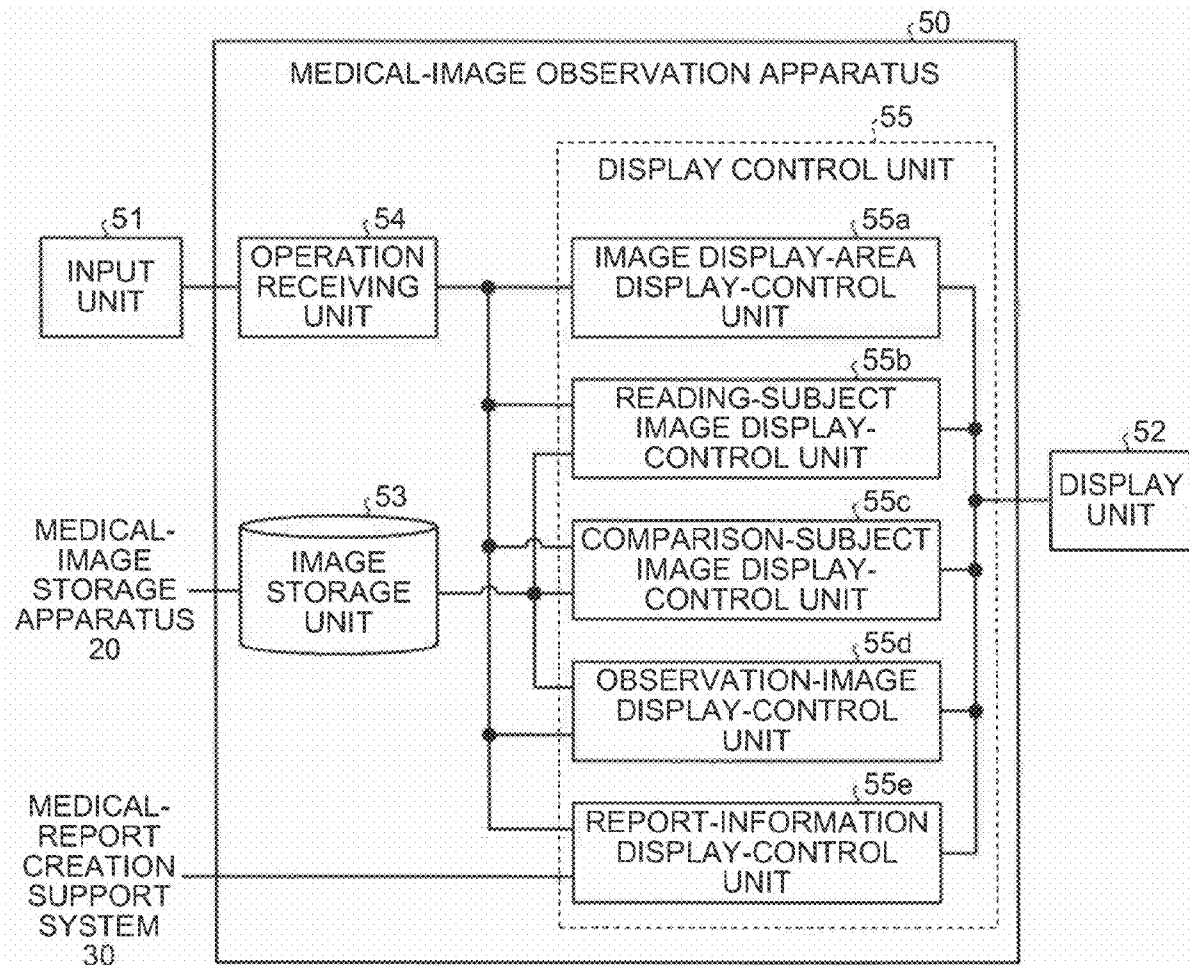 50
MEDICAL-IMAGE OBSERVATION APPARATUS
55
DISPLAY CONTROL UNIT
51
INPUT
UNIT
54
OPERATION
RECEIVING
UNIT
55a
IMAGE DISPLAY-AREA
DISPLAY-CONTROL
UNIT
55b
READING-SUBJECT
IMAGE DISPLAY-
CONTROL UNIT
52
DISPLAY
UNIT
MEDICAL-
IMAGE
STORAGE
APPARATUS
20
53
IMAGE
STORAGE
UNIT
55c
COMPARISON-SUBJECT
IMAGE DISPLAY-
CONTROL UNIT
55d
OBSERVATION-IMAGE
DISPLAY-CONTROL
UNIT
MEDICAL-
REPORT
CREATION
SUPPORT
SYSTEM
30
55e
REPORT-INFORMATION
DISPLAY-CONTROL
UNIT